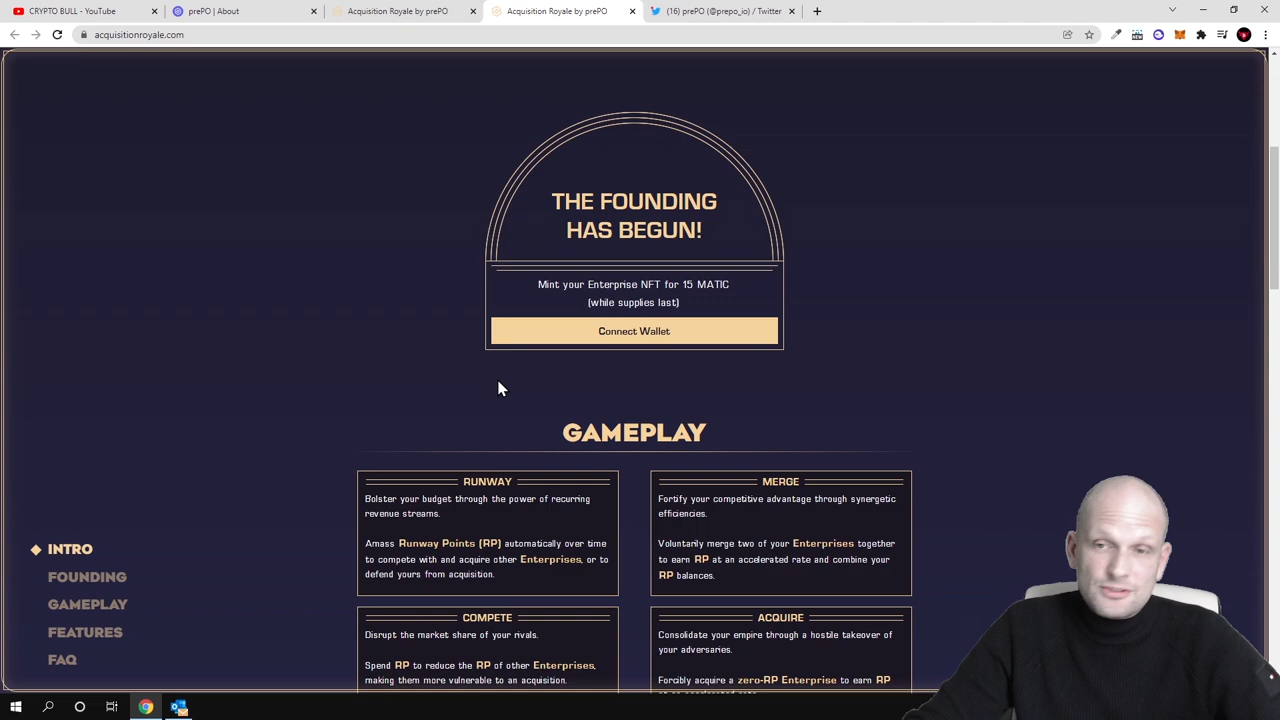 CRYPTO BULL - YouTube
prePO | About
Acquisition Royale by prePO
Acquisition Royale by prePO
(16) prePO (@prepo_io) / Twitter
acquisitionroyale.com
THE FOUNDING
HAS BEGUN!
Mint your Enterprise NFT for 15 MATIC
(while supplies last)
Connect Wallet
GAMEPLAY
RUNWAY
Bolster your budget through the power of recurring
revenue streams.
Amass Runway Points (RP) automatically over time
to compete with and acquire other Enterprises, or to
defend yours from acquisition.
MERGE
Fortify your competitive advantage through synergetic
efficiencies.
Voluntarily merge two of your Enterprises together
to earn RP at an accelerated rate and combine your
RP balances.
COMPETE
Disrupt the market share of your rivals.
Spend RP to reduce the RP of other Enterprises,
making them more vulnerable to an acquisition.
ACQUIRE
Consolidate your empire through a hostile takeover of
your adversaries.
Forcibly acquire a zero-RP Enterprise to earn RP
INTRO
FOUNDING
GAMEPLAY
FEATURES
FAQ